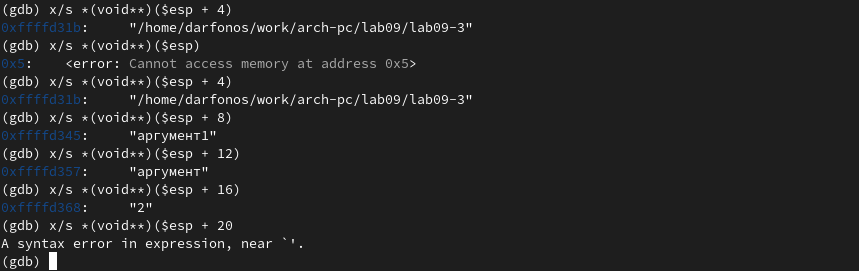 (gdb) x/s *(void**)($esp + 4)
0xffffd31b:     "/home/darfonos/work/arch-pc/lab09/lab09-3"
(gdb) x/s *(void**)($esp)
0x5:    <error: Cannot access memory at address 0x5>
(gdb) x/s *(void**)($esp + 4)
0xffffd31b:     "/home/darfonos/work/arch-pc/lab09/lab09-3"
(gdb) x/s *(void**)($esp + 8)
0xffffd345:     "аргумент1"
(gdb) x/s *(void**)($esp + 12)
0xffffd357:     "аргумент"
(gdb) x/s *(void**)($esp + 16)
0xffffd368:     "2"
(gdb) x/s *(void**)($esp + 20
A syntax error in expression, near `'.
(gdb)